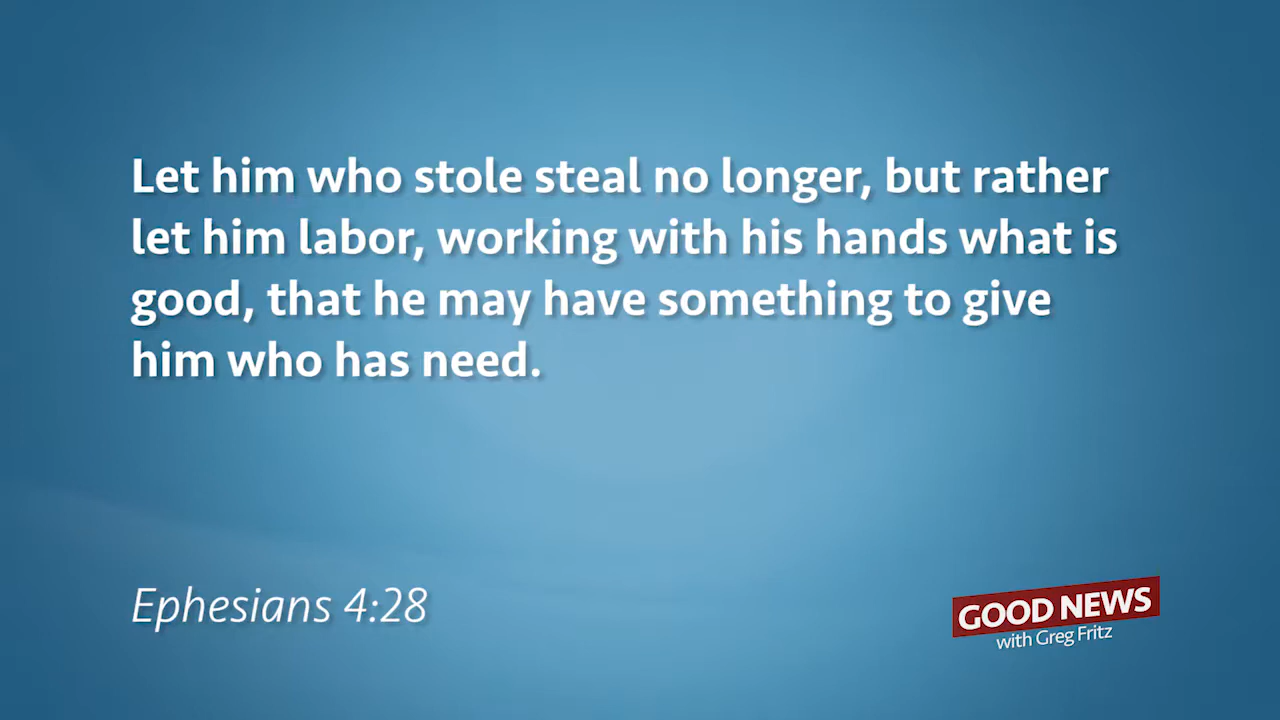 Let him who stole steal no longer, but rather
let him labor, working with his hands what is
good, that he may have something to give
him who has need.
Ephesians 4:28
GOOD NEWS
with Greg Fritz